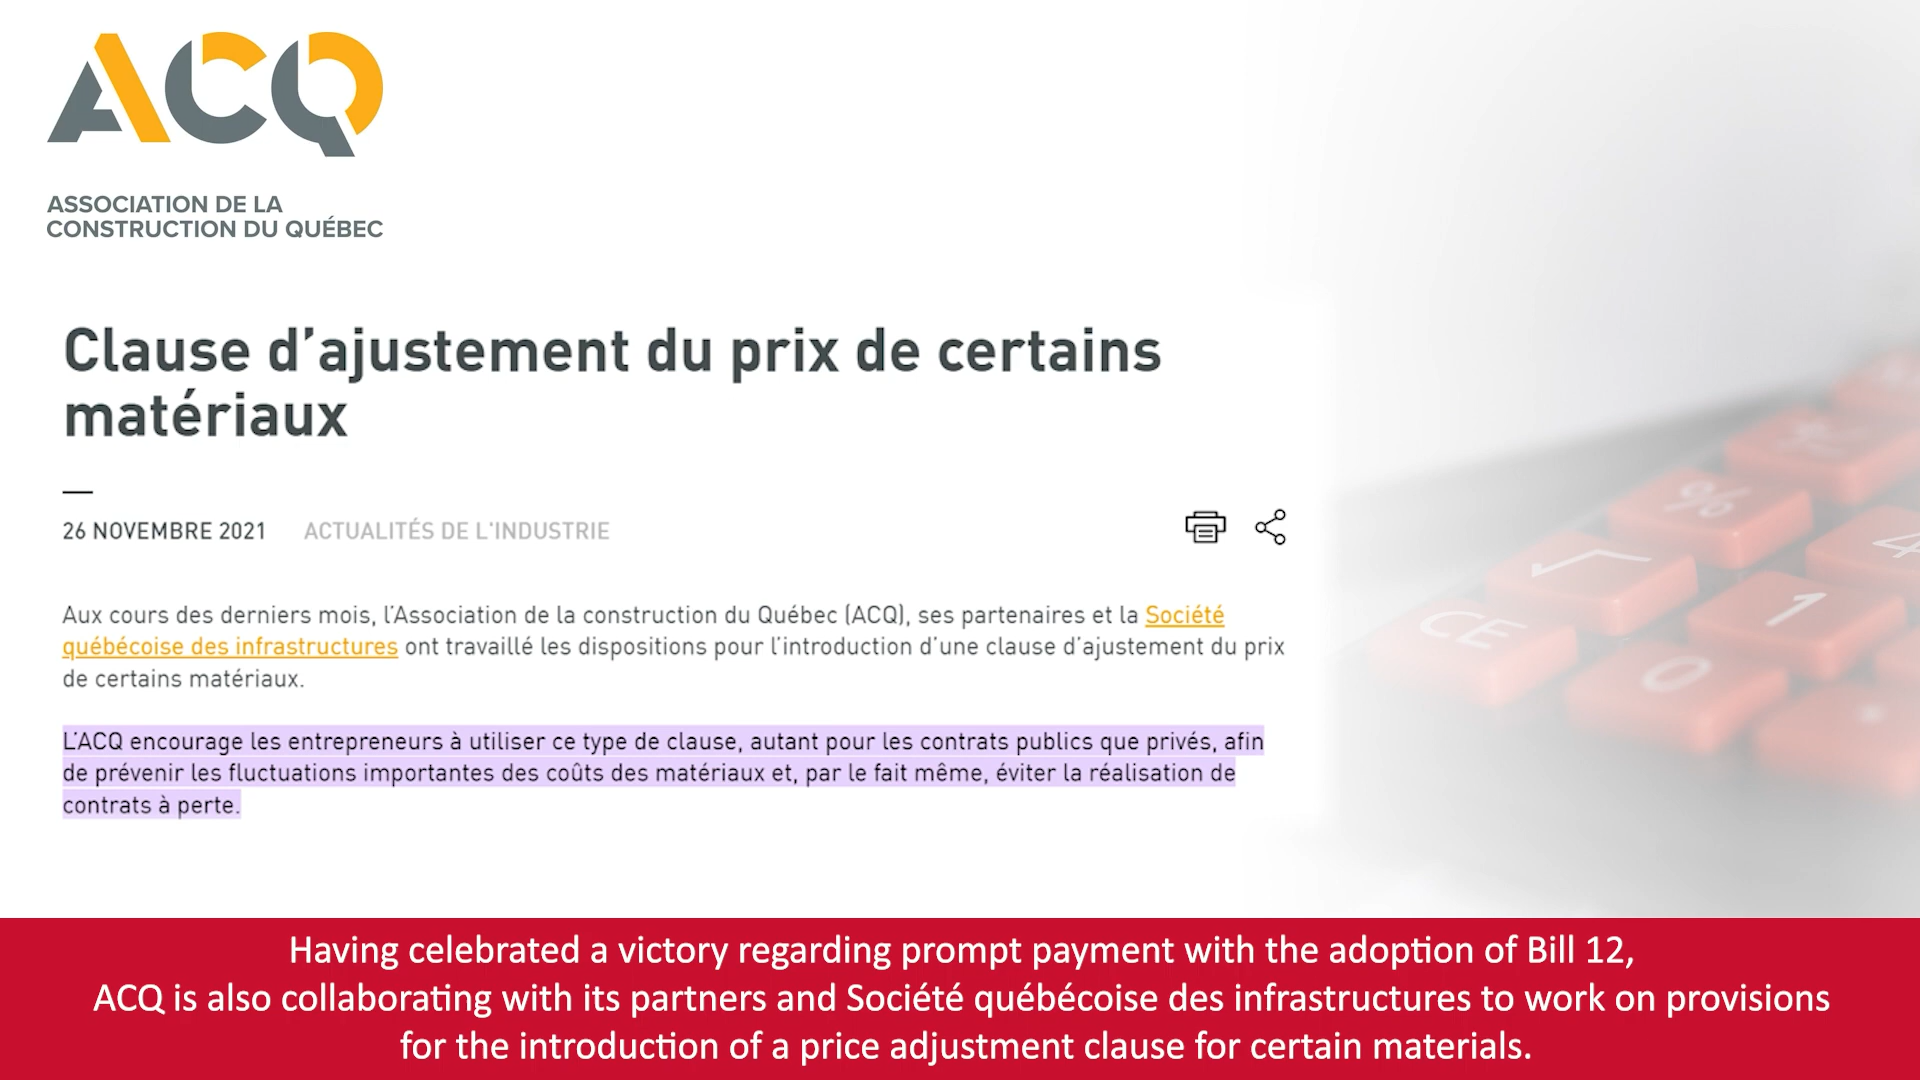 ACQ
ASSOCIATION DE LA
CONSTRUCTION DU QUÉBEC
Clause d’ajustement du prix de certains
matériaux
26 NOVEMBRE 2021 ACTUALITÉS DE L'INDUSTRIE
Aux cours des derniers mois, l’Association de la construction du Québec (ACQ), ses partenaires et la Société
québécoise des infrastructures ont travaillé les dispositions pour l’introduction d’une clause d’ajustement du prix
de certains matériaux.
L’ACQ encourage les entrepreneurs à utiliser ce type de clause, autant pour les contrats publics que privés, afin
de prévenir les fluctuations importantes des coûts des matériaux et, par le fait même, éviter la réalisation de
contrats à perte.
%
√
4
CE
1
0
Having celebrated a victory regarding prompt payment with the adoption of Bill 12,
ACQ is also collaborating with its partners and Société québécoise des infrastructures to work on provisions
for the introduction of a price adjustment clause for certain materials.